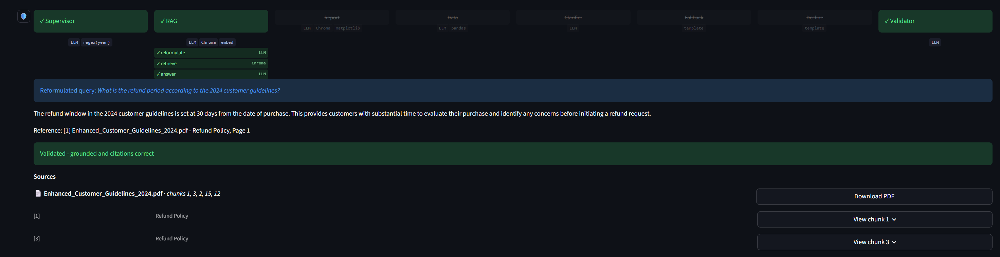 ✓ Supervisor
✓ RAG
Report
Data
Clarifier
Fallback
Decline
✓ Validator
LLM regex(year)
LLM Chroma embed
LLM Chroma matplotlib
LLM pandas
LLM
template
template
LLM
✓ reformulate LLM
✓ retrieve Chroma
✓ answer LLM
Reformulated query: What is the refund period according to the 2024 customer guidelines?
The refund window in the 2024 customer guidelines is set at 30 days from the date of purchase. This provides customers with substantial time to evaluate their purchase and identify any concerns before initiating a refund request.
Reference: [1] Enhanced_Customer_Guidelines_2024.pdf - Refund Policy, Page 1
Validated - grounded and citations correct
Sources
Enhanced_Customer_Guidelines_2024.pdf · chunks 1, 3, 2, 15, 12
Download PDF
[1] Refund Policy View chunk 1
[3] Refund Policy View chunk 3